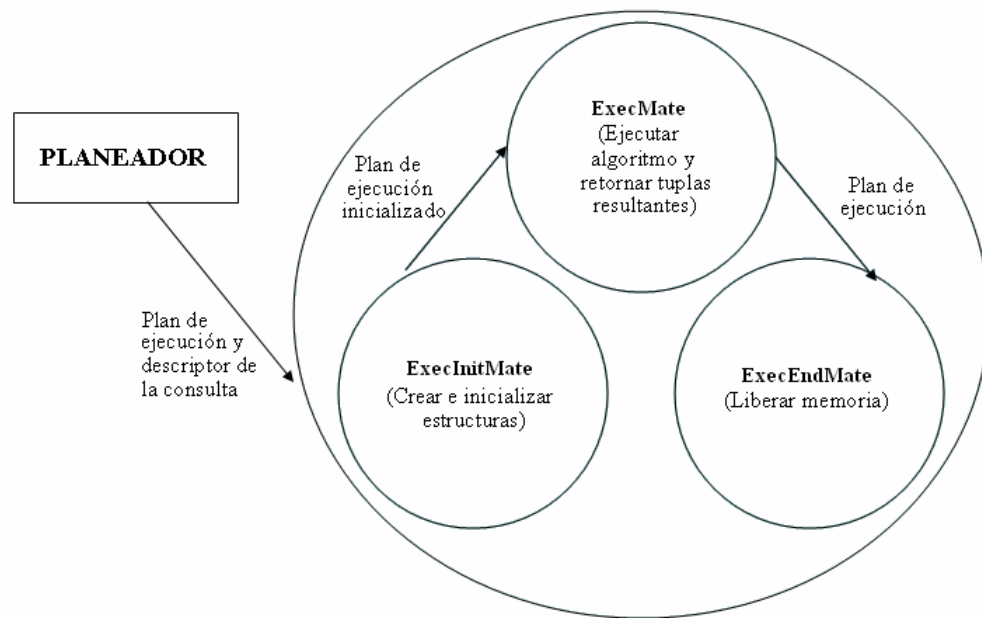 PLANEADOR
Plan de
ejecución y
descriptor de
la consulta
ExecInitMate
(Crear e inicializar
estructuras)
Plan de
ejecución
inicializado
ExecMate
(Ejecutar
algoritmo y
retornar tuplas
resultantes)
Plan de
ejecución
ExecEndMate
(Liberar memoria)